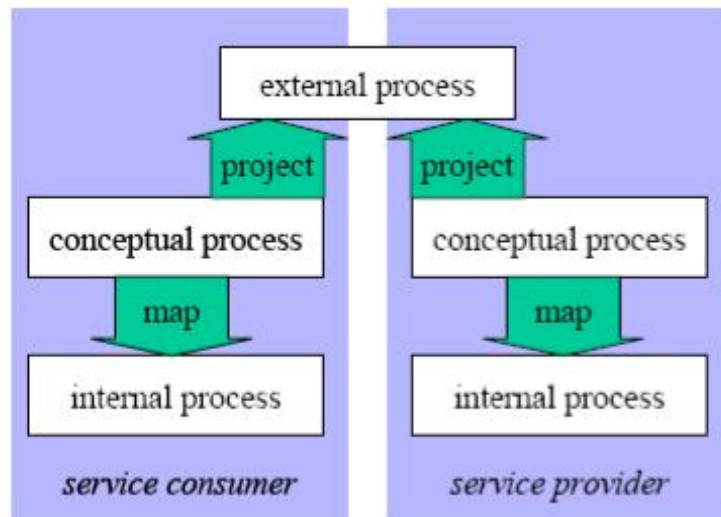 external process
project project
conceptual process conceptual process
map map
internal process internal process
service consumer service provider